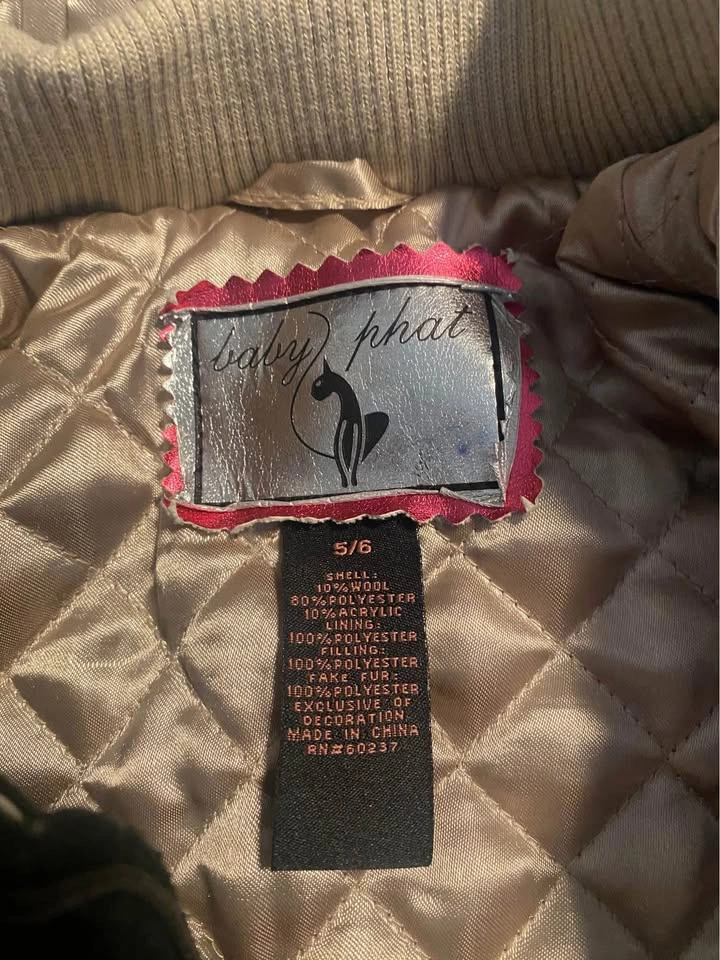 baby phat
5/6
SHELL:
10%WOOL
80%POLYESTER
10%ACRYLIC
LINING:
100%POLYESTER
FILLING:
100%POLYESTER
FAKE FUR:
100%POLYESTER
EXCLUSIVE OF
DECORATION
MADE IN CHINA
RN#60237